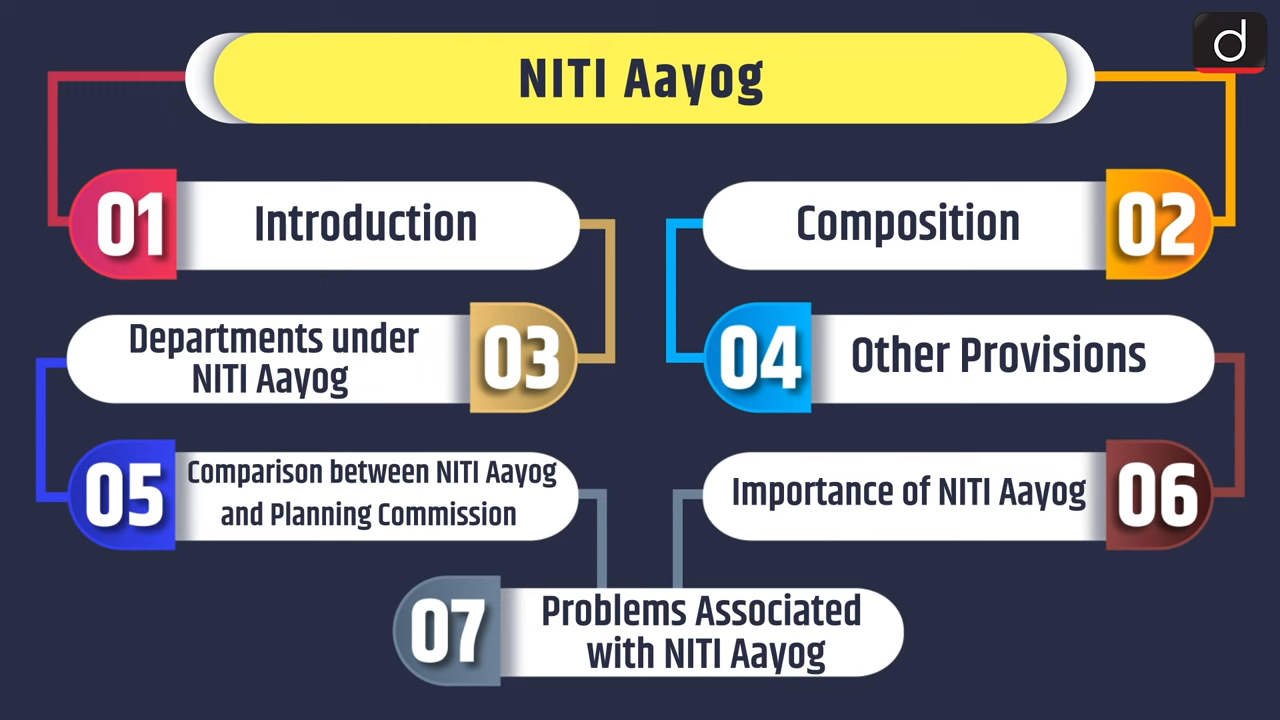 d
NITI Aayog
01
Introduction
Composition
02
Departments under
NITI Aayog
03
04
Other Provisions
05
Comparison between NITI Aayog
and Planning Commission
Importance of NITI Aayog
06
07
Problems Associated
with NITI Aayog